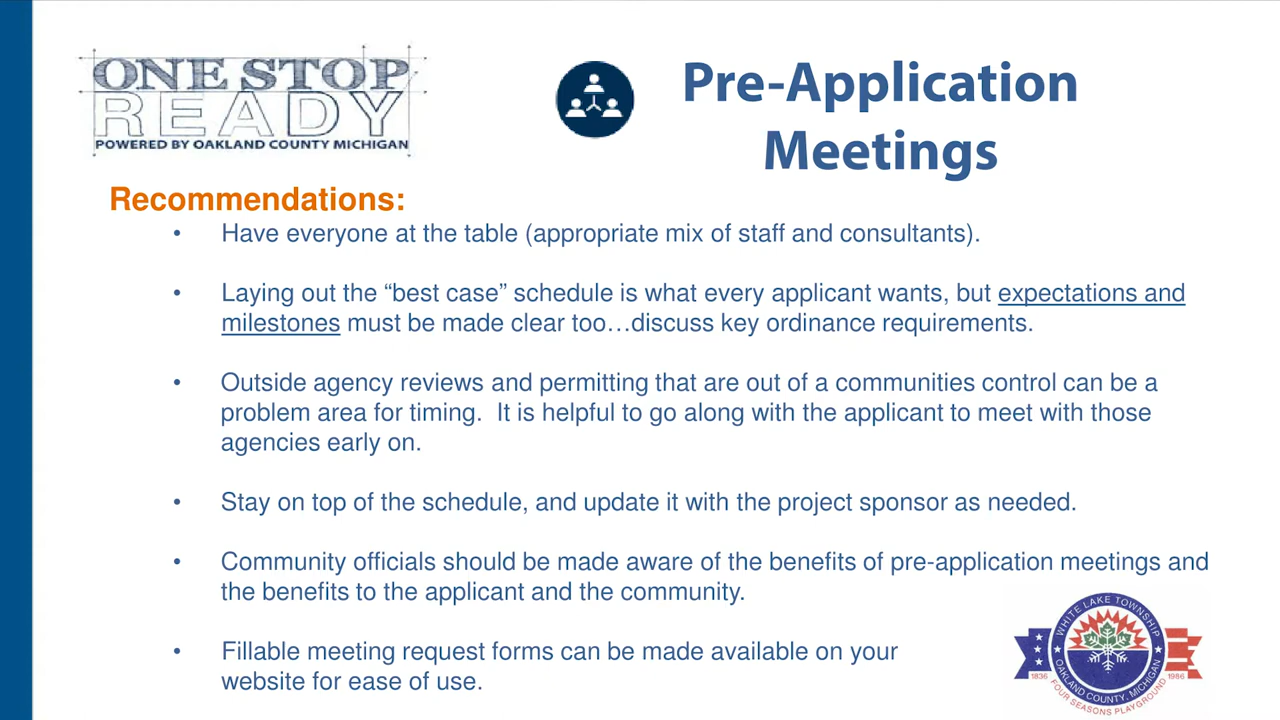 ONE STOP
READY
POWERED BY OAKLAND COUNTY MICHIGAN
Pre-Application
Meetings
Recommendations:
• Have everyone at the table (appropriate mix of staff and consultants).
• Laying out the “best case” schedule is what every applicant wants, but expectations and
milestones must be made clear too…discuss key ordinance requirements.
• Outside agency reviews and permitting that are out of a communities control can be a
problem area for timing.  It is helpful to go along with the applicant to meet with those
agencies early on.
• Stay on top of the schedule, and update it with the project sponsor as needed.
• Community officials should be made aware of the benefits of pre-application meetings and
the benefits to the applicant and the community.
• Fillable meeting request forms can be made available on your
website for ease of use.
WHITE LAKE TOWNSHIP
OAKLAND COUNTY, MICHIGAN
1836
1986
FOUR SEASONS PLAYGROUND